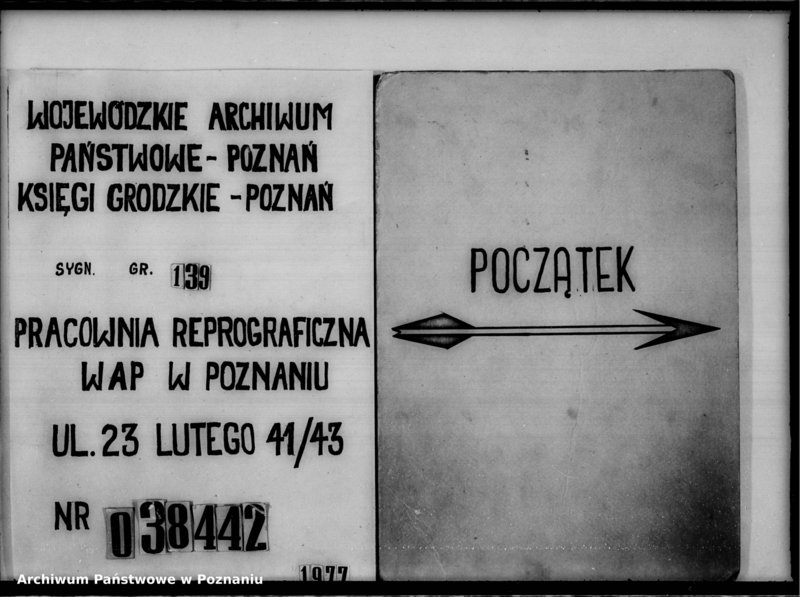 WOJEWÓDZKIE ARCHIWUM
PAŃSTWOWE - POZNAŃ
KSIĘGI GRODZKIE - POZNAŃ
SYGN. GR. 139
PRACOWNIA REPROGRAFICZNA
WAP W POZNANIU
UL. 23 LUTEGO 41/43
NR 038442
1977
POCZĄTEK
Archiwum Państwowe w Poznaniu